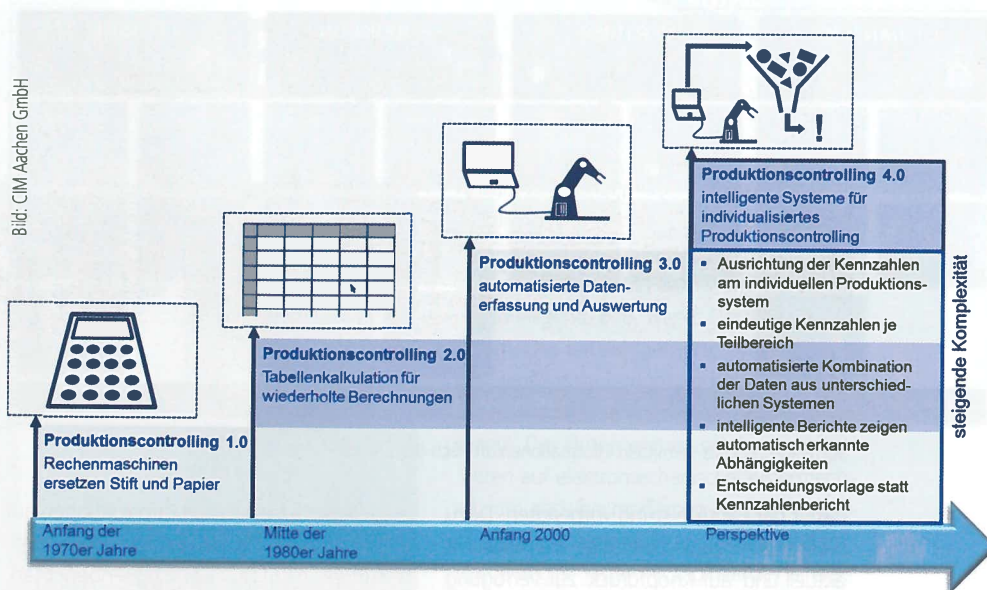 Bild: CIM Aachen GmbH
Produktionscontrolling 1.0
Rechenmaschinen
ersetzen Stift und Papier
Produktionscontrolling 2.0
Tabellenkalkulation für
wiederholte Berechnungen
Produktionscontrolling 3.0
automatisierte Daten-
erfassung und Auswertung
Produktionscontrolling 4.0
intelligente Systeme für
individualisiertes
Produktionscontrolling
▪ Ausrichtung der Kennzahlen
am individuellen Produktions-
system
▪ eindeutige Kennzahlen je
Teilbereich
▪ automatisierte Kombination
der Daten aus unterschied-
lichen Systemen
▪ intelligente Berichte zeigen
automatisch erkannte
Abhängigkeiten
▪ Entscheidungsvorlage statt
Kennzahlenbericht
steigende Komplexität
Anfang der
1970er Jahre
Mitte der
1980er Jahre
Anfang 2000
Perspektive
!